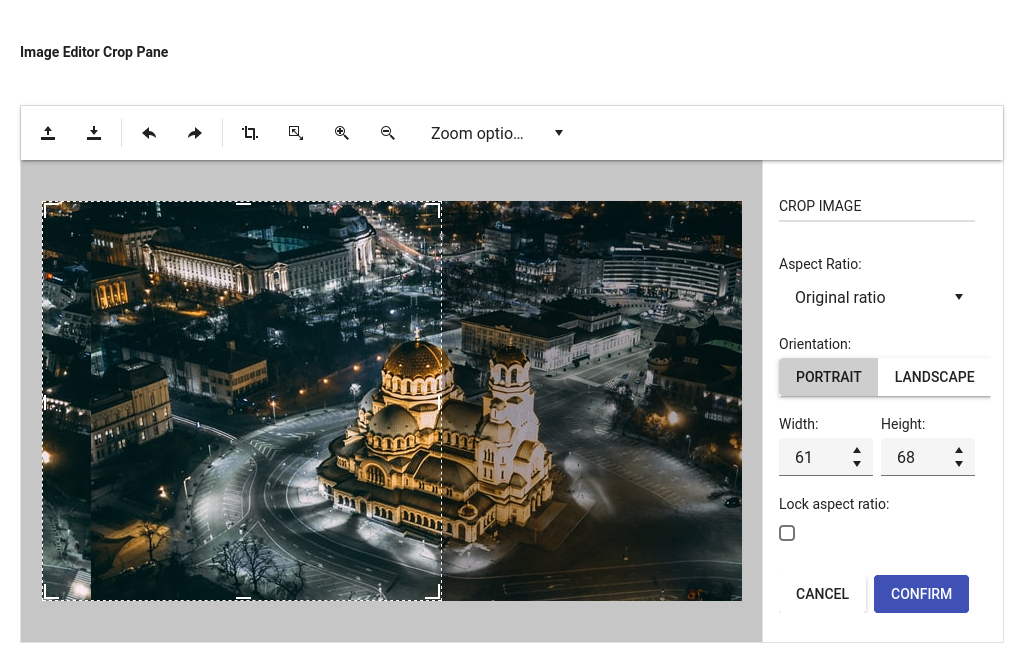 Image Editor Crop Pane
Zoom optio...
CROP IMAGE
Aspect Ratio:
Original ratio
Orientation:
PORTRAIT LANDSCAPE
Width: Height:
61 68
Lock aspect ratio:
CANCEL CONFIRM